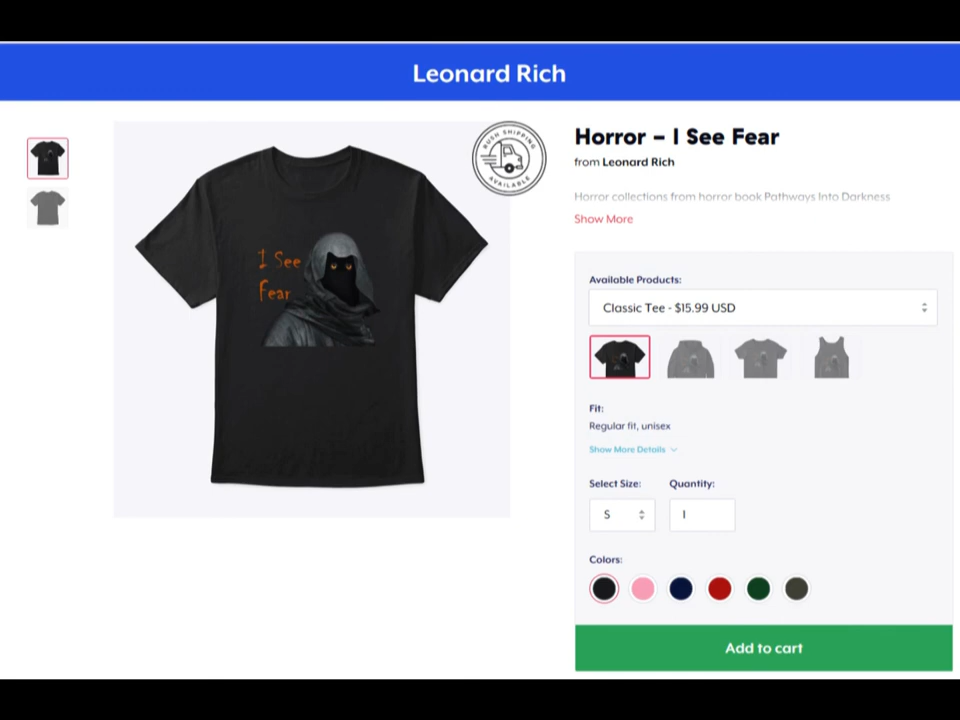 Leonard Rich
RUSH SHIPPING
AVAILABLE
I See
Fear
Horror – I See Fear
from Leonard Rich
Horror collections from horror book Pathways Into Darkness
Show More
Available Products:
Classic Tee - $15.99 USD
Fit:
Regular fit, unisex
Show More Details
Select Size:
Quantity:
S
1
Colors:
Add to cart